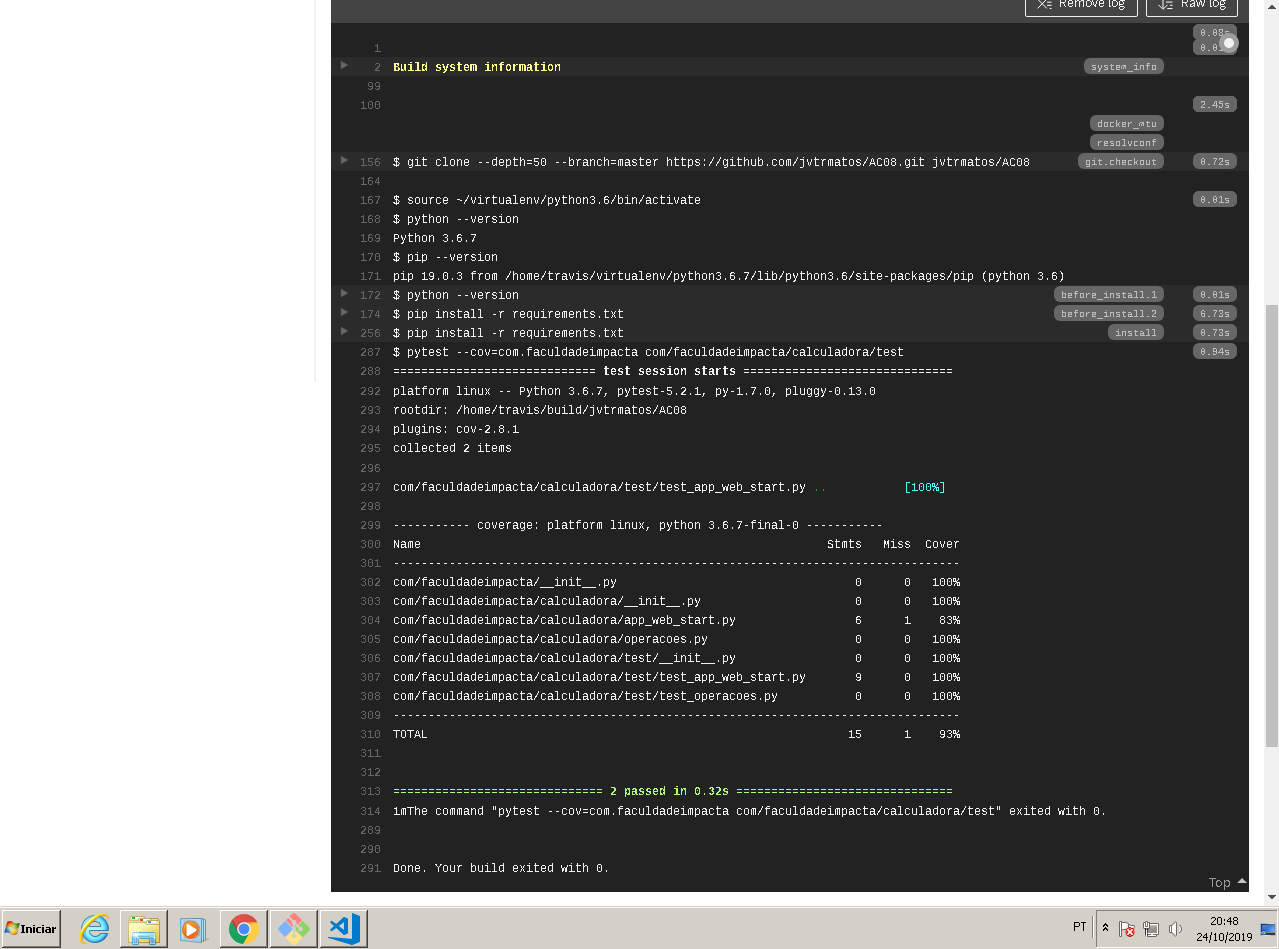 Remove log Raw log
0.08s
1 0.01s
2 Build system information system_info
99
100 2.45s
docker_mtu
resolvconf
156 $ git clone --depth=50 --branch=master https://github.com/jvtrmatos/AC08.git jvtrmatos/AC08 git.checkout 0.72s
164
167 $ source ~/virtualenv/python3.6/bin/activate 0.01s
168 $ python --version
169 Python 3.6.7
170 $ pip --version
171 pip 19.0.3 from /home/travis/virtualenv/python3.6.7/lib/python3.6/site-packages/pip (python 3.6)
172 $ python --version before_install.1 0.01s
174 $ pip install -r requirements.txt before_install.2 6.73s
256 $ pip install -r requirements.txt install 0.73s
287 $ pytest --cov=com.faculdadeimpacta com/faculdadeimpacta/calculadora/test 0.94s
288 ============================= test session starts ==============================
292 platform linux -- Python 3.6.7, pytest-5.2.1, py-1.7.0, pluggy-0.13.0
293 rootdir: /home/travis/build/jvtrmatos/AC08
294 plugins: cov-2.8.1
295 collected 2 items
296
297 com/faculdadeimpacta/calculadora/test/test_app_web_start.py .. [100%]
298
299 ----------- coverage: platform linux, python 3.6.7-final-0 -----------
300 Name Stmts Miss Cover
301 ---------------------------------------------------------------------------------
302 com/faculdadeimpacta/__init__.py 0 0 100%
303 com/faculdadeimpacta/calculadora/__init__.py 0 0 100%
304 com/faculdadeimpacta/calculadora/app_web_start.py 6 1 83%
305 com/faculdadeimpacta/calculadora/operacoes.py 0 0 100%
306 com/faculdadeimpacta/calculadora/test/__init__.py 0 0 100%
307 com/faculdadeimpacta/calculadora/test/test_app_web_start.py 9 0 100%
308 com/faculdadeimpacta/calculadora/test/test_operacoes.py 0 0 100%
309 ---------------------------------------------------------------------------------
310 TOTAL 15 1 93%
311
312
313 ============================== 2 passed in 0.32s ===============================
314 1mThe command "pytest --cov=com.faculdadeimpacta com/faculdadeimpacta/calculadora/test" exited with 0.
289
290
291 Done. Your build exited with 0.
Top
Iniciar PT 20:48
24/10/2019